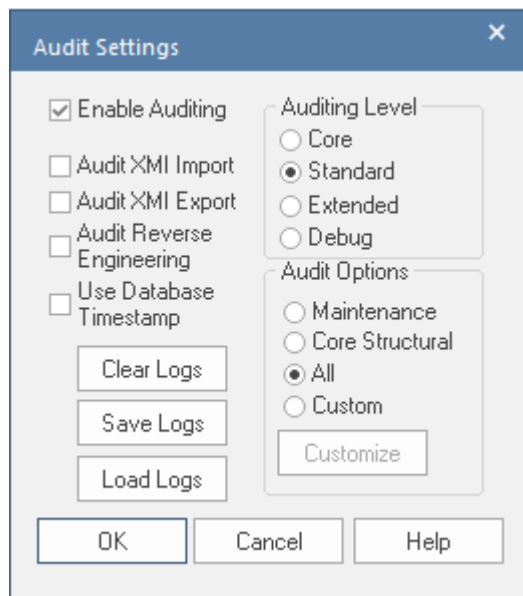 Audit Settings
Enable Auditing
Audit XMI Import
Audit XMI Export
Audit Reverse
Engineering
Use Database
Timestamp
Clear Logs
Save Logs
Load Logs
Auditing Level
Core
Standard
Extended
Debug
Audit Options
Maintenance
Core Structural
All
Custom
Customize
OK
Cancel
Help